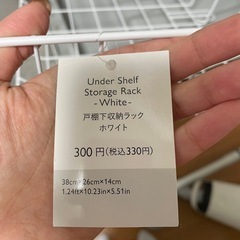 Under Shelf
Storage Rack
- White -
戸棚下収納ラック
ホワイト
300円(税込330円)
38cm×26cm×14cm
1.24ft×10.23in×5.51in